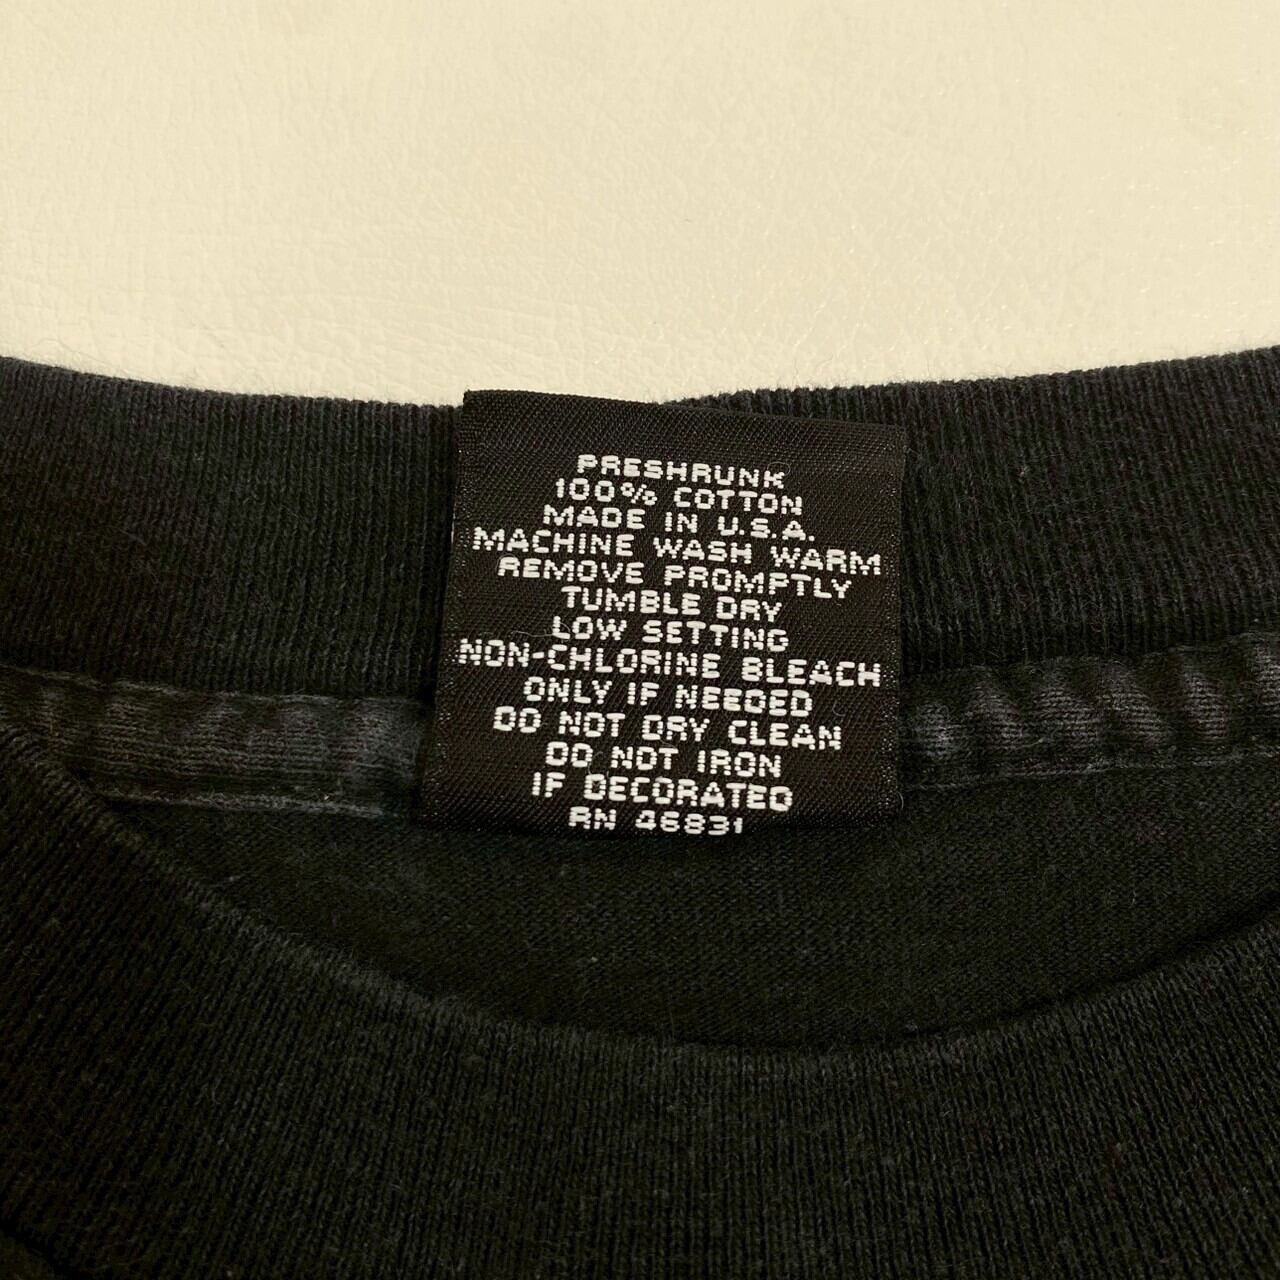 PRESHRUNK
100% COTTON
MADE IN U.S.A.
MACHINE WASH WARM
REMOVE PROMPTLY
TUMBLE DRY
LOW SETTING
NON-CHLORINE BLEACH
ONLY IF NEEDED
DO NOT DRY CLEAN
DO NOT IRON
IF DECORATED
RN 46831